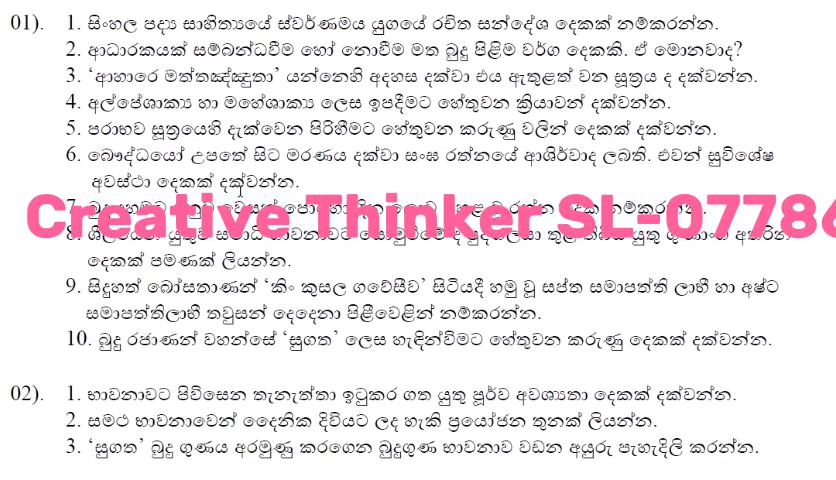 01). 1. සිංහල පද්‍ය සාහිත්‍යයේ ස්වර්ණමය යුගයේ රචිත සන්දේශ දෙකක් නම්කරන්න.
2. ආධාරකයක් සම්බන්ධවීම හෝ නොවීම මත බුදු පිළිම වර්ග දෙකකි. ඒ මොනවාද?
3. ‘ආහාරෙ මත්තඤ්ඤුතා’ යන්නෙහි අදහස දක්වා එය ඇතුළත් වන සූත්‍රය ද දක්වන්න.
4. අල්පේශාක්‍ය හා මහේශාක්‍ය ලෙස ඉපදීමට හේතුවන ක්‍රියාවන් දක්වන්න.
5. පරාභව සූත්‍රයෙහි දැක්වෙන පිරිහීමට හේතුවන කරුණු වලින් දෙකක් දක්වන්න.
6. බෞද්ධයෝ උපතේ සිට මරණය දක්වා සංඝ රත්නයේ ආශිර්වාද ලබති. එවන් සුවිශේෂ
අවස්ථා දෙකක් දක්වන්න.
Creative Thinker SL-07786
7. නම්කරන්න.
8. යුතු
දෙකක් පමණක් ලියන්න.
9. සිදුහත් බෝසතාණන් ‘කිං කුසල ගවේසීව’ සිටියදී හමු වූ සප්ත සමාපත්ති ලාභී හා අෂ්ට
සමාපත්තිලාභී තවුසන් දෙදෙනා පිළිවෙළින් නම්කරන්න.
10. බුදු රජාණන් වහන්සේ ‘සුගත’ ලෙස හැඳින්වීමට හේතුවන කරුණු දෙකක් දක්වන්න.
02). 1. භාවනාවට පිවිසෙන තැනැත්තා ඉටුකර ගත යුතු පූර්ව අවශ්‍යතා දෙකක් දක්වන්න.
2. සමථ භාවනාවෙන් දෛනික දිවියට ලද හැකි ප්‍රයෝජන තුනක් ලියන්න.
3. ‘සුගත’ බුදු ගුණය අරමුණු කරගෙන බුදුගුණ භාවනාව වඩන අයුරු පැහැදිලි කරන්න.